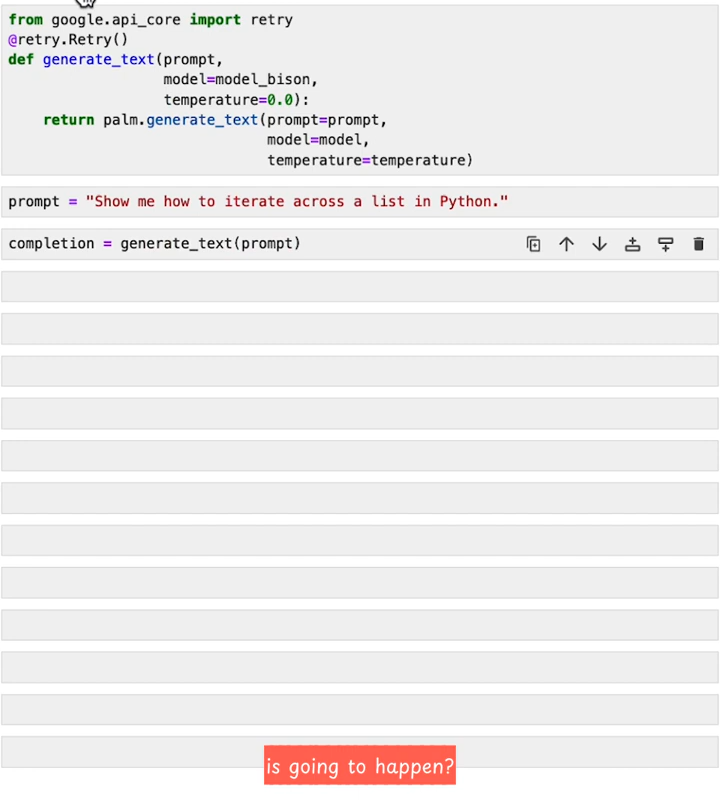 from google.api_core import retry
@retry.Retry()
def generate_text(prompt,
                  model=model_bison,
                  temperature=0.0):
    return palm.generate_text(prompt=prompt,
                              model=model,
                              temperature=temperature)
prompt = "Show me how to iterate across a list in Python."
completion = generate_text(prompt)
is going to happen?